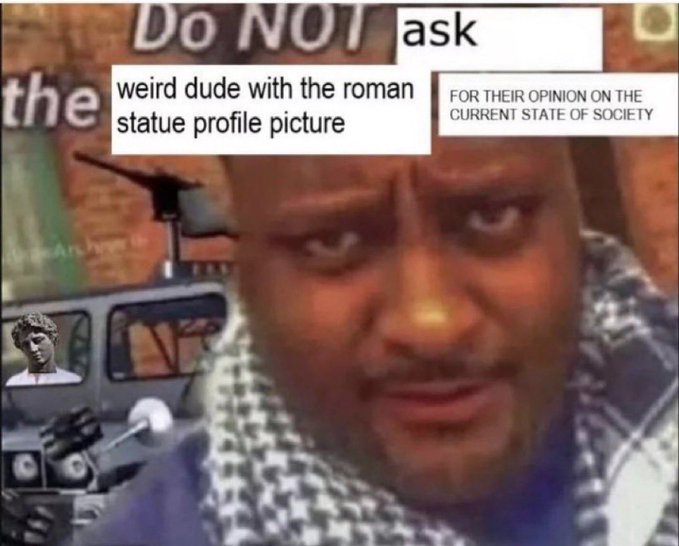 Do NOT ask
the weird dude with the roman
statue profile picture
FOR THEIR OPINION ON THE
CURRENT STATE OF SOCIETY